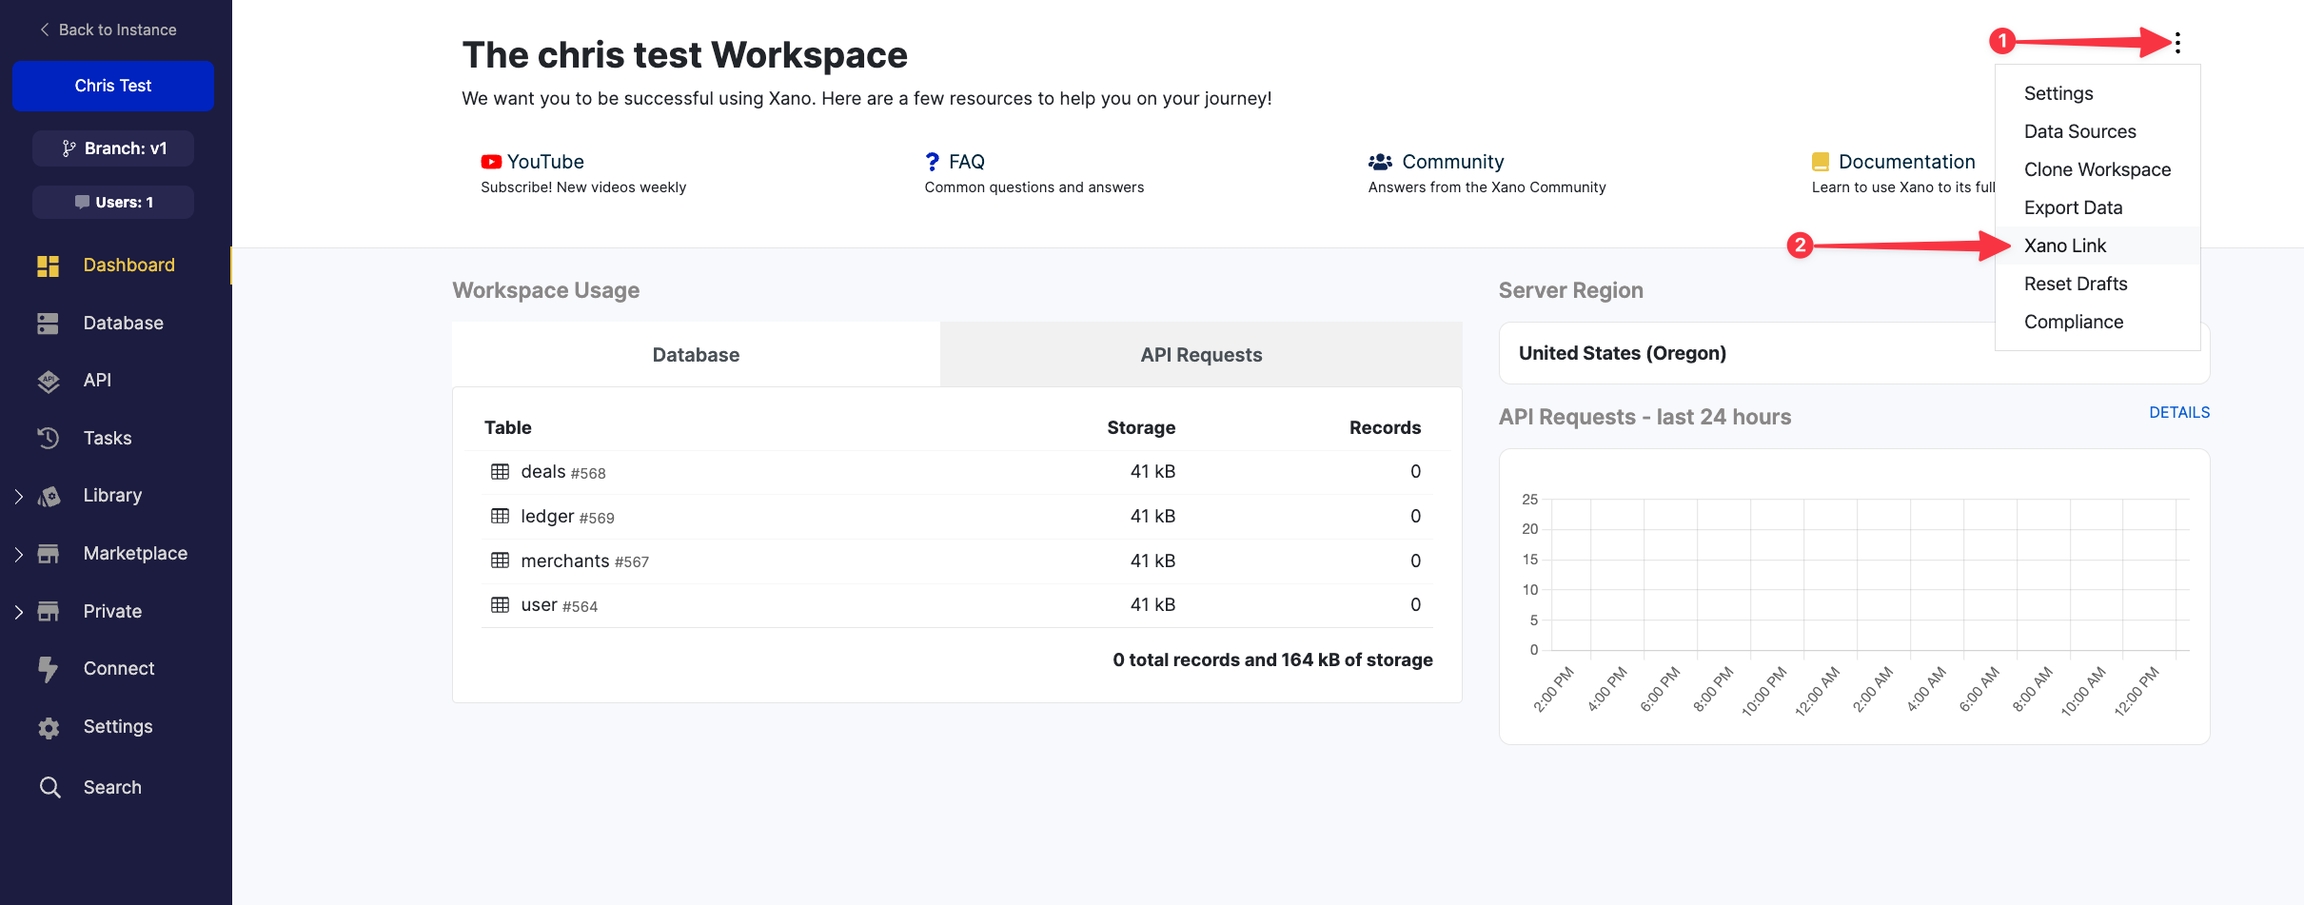 Back to Instance
Chris Test
Branch: v1
Users: 1
Dashboard
Database
API
Tasks
Library
Marketplace
Private
Connect
Settings
Search
The chris test Workspace
We want you to be successful using Xano. Here are a few resources to help you on your journey!
YouTube
Subscribe! New videos weekly
FAQ
Common questions and answers
Community
Answers from the Xano Community
Documentation
Learn to use Xano to its full
1
Settings
Data Sources
Clone Workspace
Export Data
2
Xano Link
Reset Drafts
Compliance
Workspace Usage
Database API Requests
Table Storage Records
deals #568 41 kB 0
ledger #569 41 kB 0
merchants #567 41 kB 0
user #564 41 kB 0
0 total records and 164 kB of storage
Server Region
United States (Oregon)
API Requests - last 24 hours
DETAILS
25
20
15
10
5
0
2:00 PM 4:00 PM 6:00 PM 8:00 PM 10:00 PM 12:00 AM 2:00 AM 4:00 AM 6:00 AM 8:00 AM 10:00 AM 12:00 PM